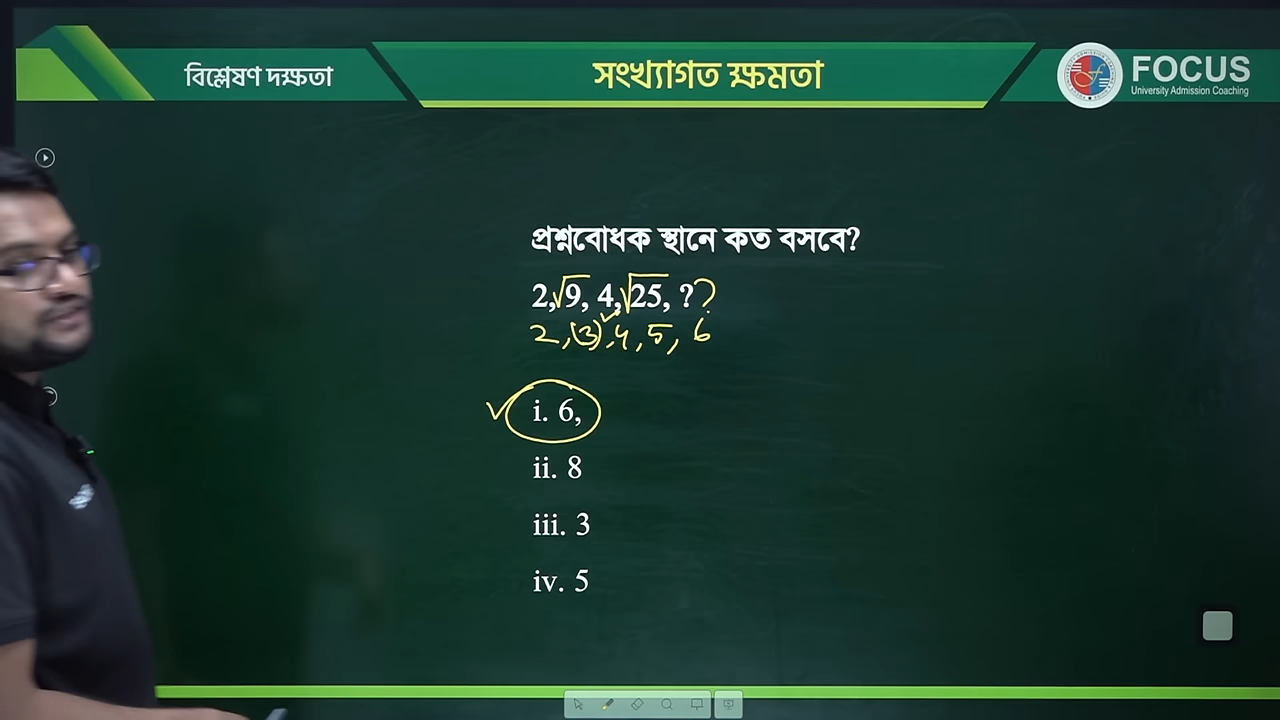 বিশ্লেষণ দক্ষতা
সংখ্যাগত ক্ষমতা
FOCUS
University Admission Coaching
প্রশ্নবোধক স্থানে কত বসবে?
2,√9, 4,√25, ??
2,(3),4,5, 6
i. 6,
ii. 8
iii. 3
iv. 5